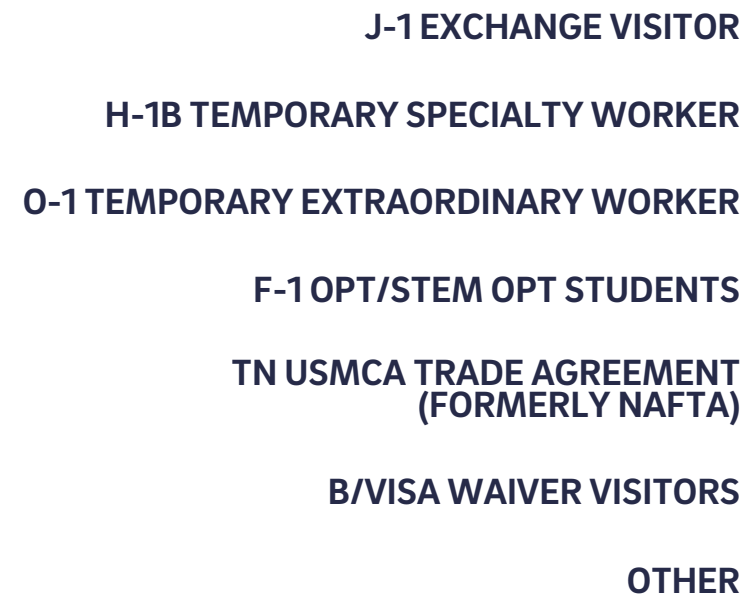 J-1 EXCHANGE VISITOR
H-1B TEMPORARY SPECIALTY WORKER
O-1 TEMPORARY EXTRAORDINARY WORKER
F-1 OPT/STEM OPT STUDENTS
TN USMCA TRADE AGREEMENT
(FORMERLY NAFTA)
B/VISA WAIVER VISITORS
OTHER